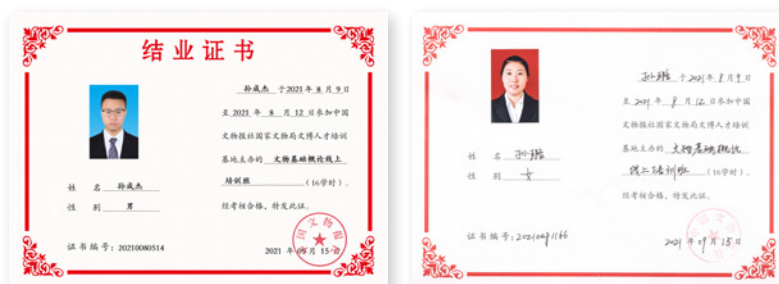 结业证书
孙成杰 于2021年8月9日
至 2021 年 8 月 12 日参加中国
文物报社国家文物局文博人才培训
基地主办的 文物基础概论线上
培训班 (16学时),
经考核合格,特发此证。
姓 名 孙成杰
性 别 男
证书编号:20210080514
2021 年 09 月 15 日
国文物报
于2021年8月9日
至 2021 年 8 月 12 日参加中国
文物报社国家文物局文博人才培训
基地主办的 文物基础概论
线上培训班 (16学时),
经考核合格,特发此证。
姓 名
性 别 女
证书编号:
2021 年 09 月 15 日